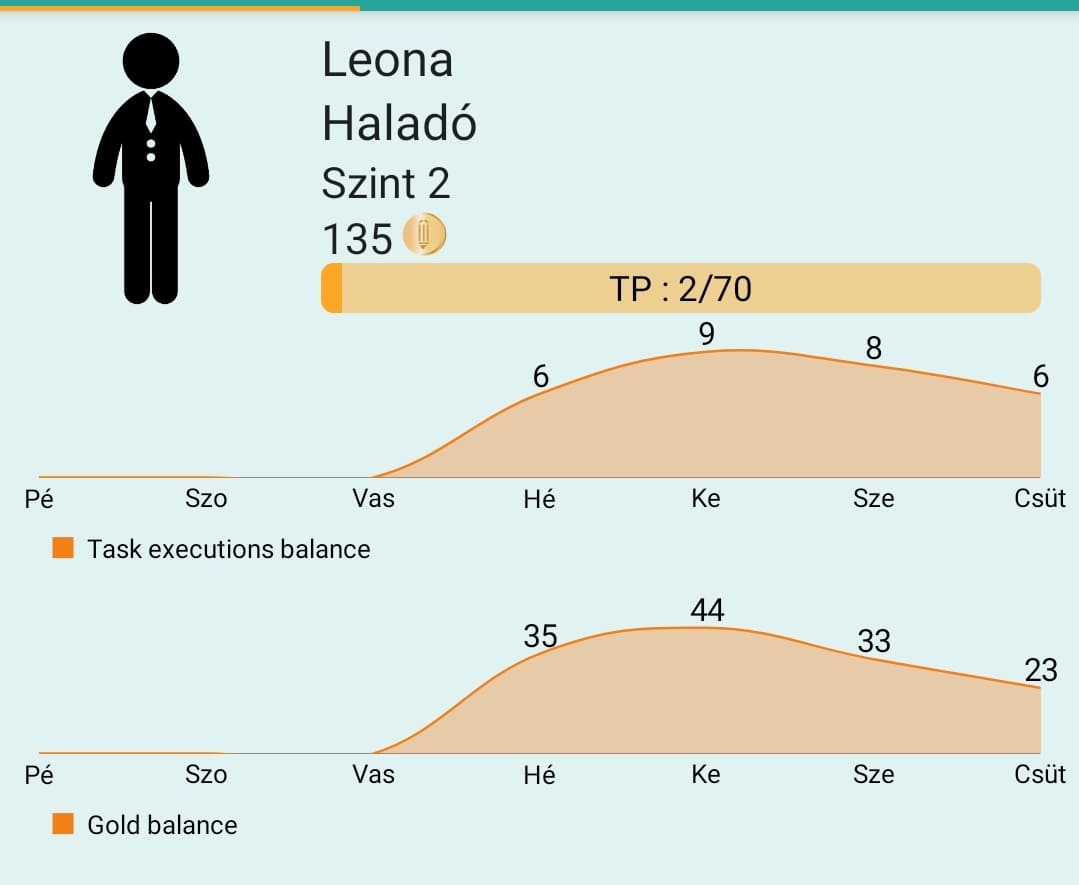 Leona
Haladó
Szint 2
135
TP : 2/70
6 9 8 6
Pé Szo Vas Hé Ke Sze Csüt
Task executions balance
35 44 33 23
Pé Szo Vas Hé Ke Sze Csüt
Gold balance